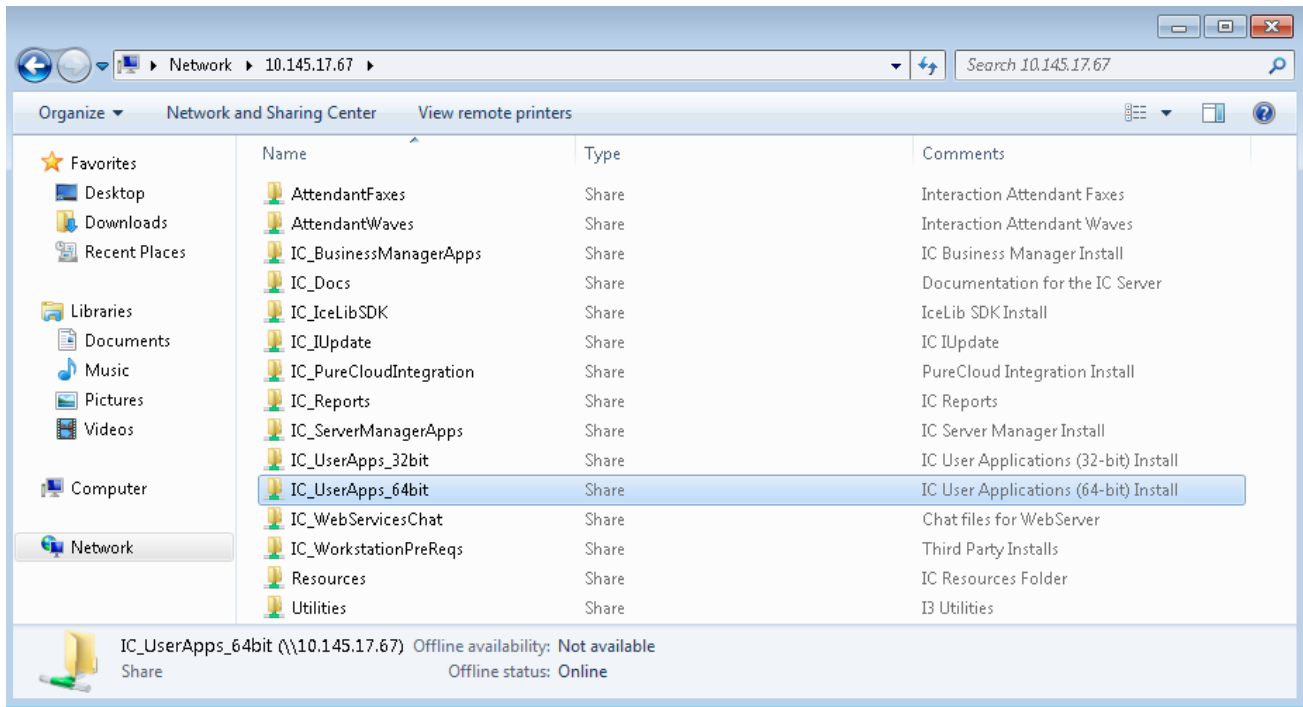 Network 10.145.17.67
Search 10.145.17.67
Organize Network and Sharing Center View remote printers
Favorites
Desktop
Downloads
Recent Places
Libraries
Documents
Music
Pictures
Videos
Computer
Network
Name Type Comments
AttendantFaxes Share Interaction Attendant Faxes
AttendantWaves Share Interaction Attendant Waves
IC_BusinessManagerApps Share IC Business Manager Install
IC_Docs Share Documentation for the IC Server
IC_IceLibSDK Share IceLib SDK Install
IC_IUpdate Share IC IUpdate
IC_PureCloudIntegration Share PureCloud Integration Install
IC_Reports Share IC Reports
IC_ServerManagerApps Share IC Server Manager Install
IC_UserApps_32bit Share IC User Applications (32-bit) Install
IC_UserApps_64bit Share IC User Applications (64-bit) Install
IC_WebServicesChat Share Chat files for WebServer
IC_WorkstationPreReqs Share Third Party Installs
Resources Share IC Resources Folder
Utilities Share I3 Utilities
IC_UserApps_64bit (\\10.145.17.67) Offline availability: Not available
Share Offline status: Online